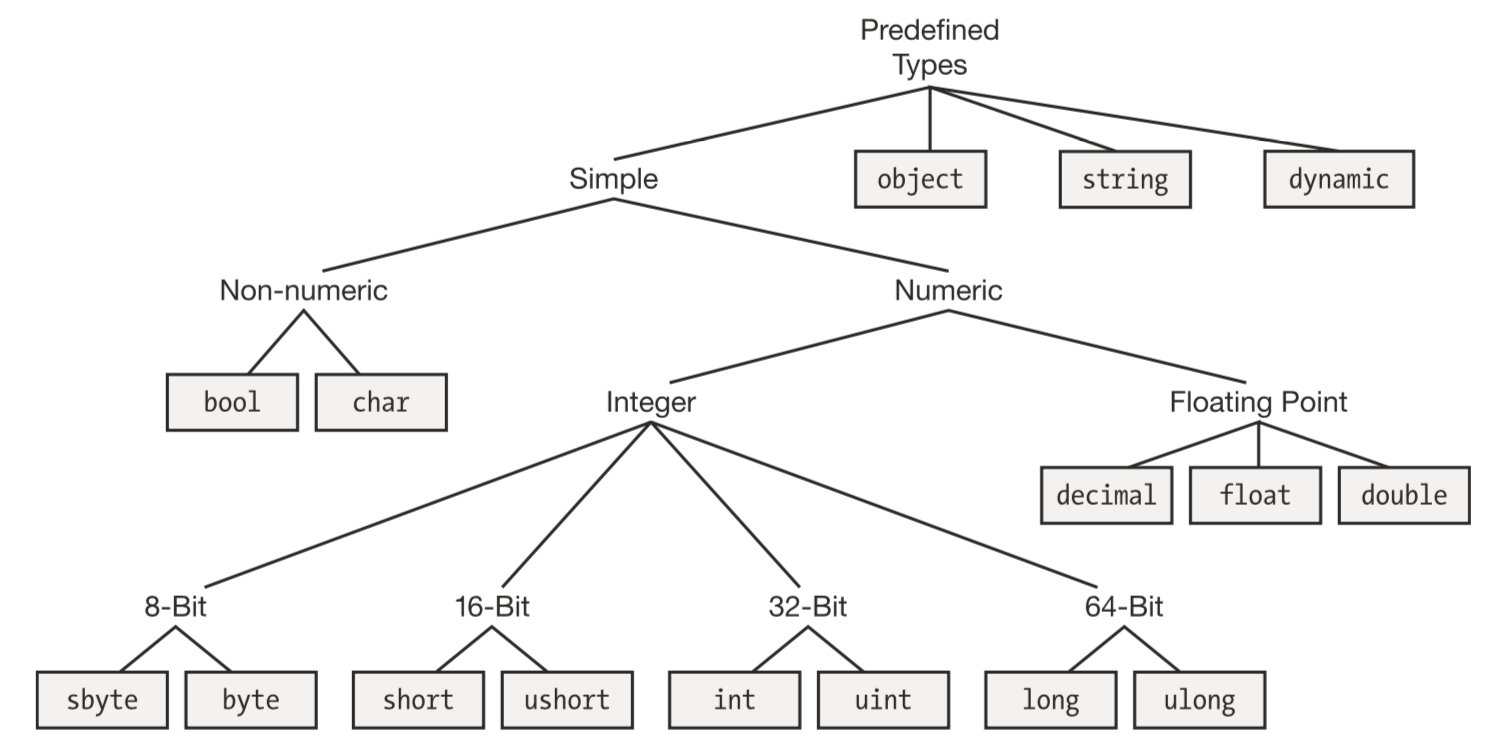 Predefined
Types
Simple
object
string
dynamic
Non-numeric
Numeric
bool
char
Integer
Floating Point
decimal
float
double
8-Bit
16-Bit
32-Bit
64-Bit
sbyte
byte
short
ushort
int
uint
long
ulong